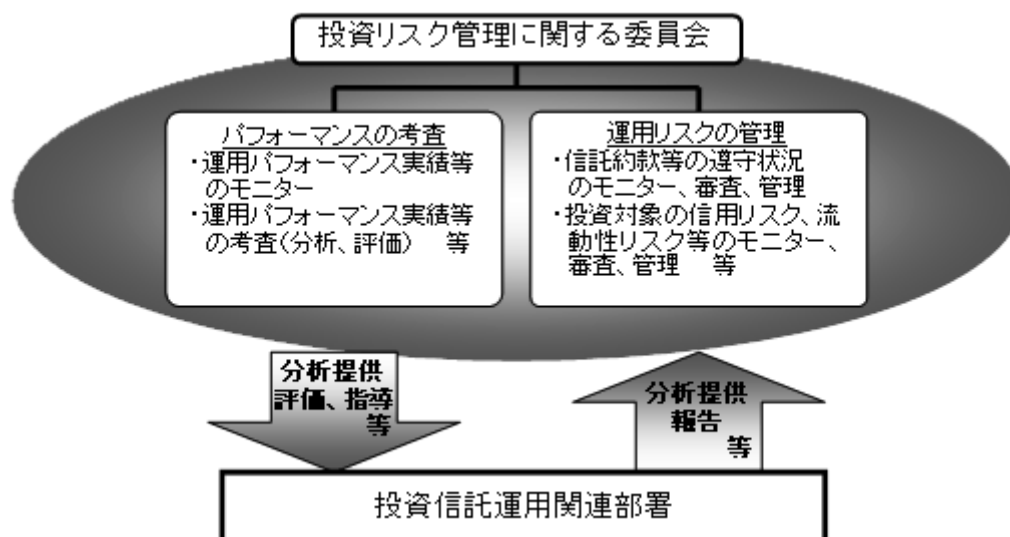 投資リスク管理に関する委員会
パフォーマンスの考査
・運用パフォーマンス実績等
のモニター
・運用パフォーマンス実績等
の考査(分析、評価) 等
運用リスクの管理
・信託約款等の遵守状況
のモニター、審査、管理
・投資対象の信用リスク、流
動性リスク等のモニター、
審査、管理 等
分析提供
評価、指導
等
分析提供
報告
等
投資信託運用関連部署